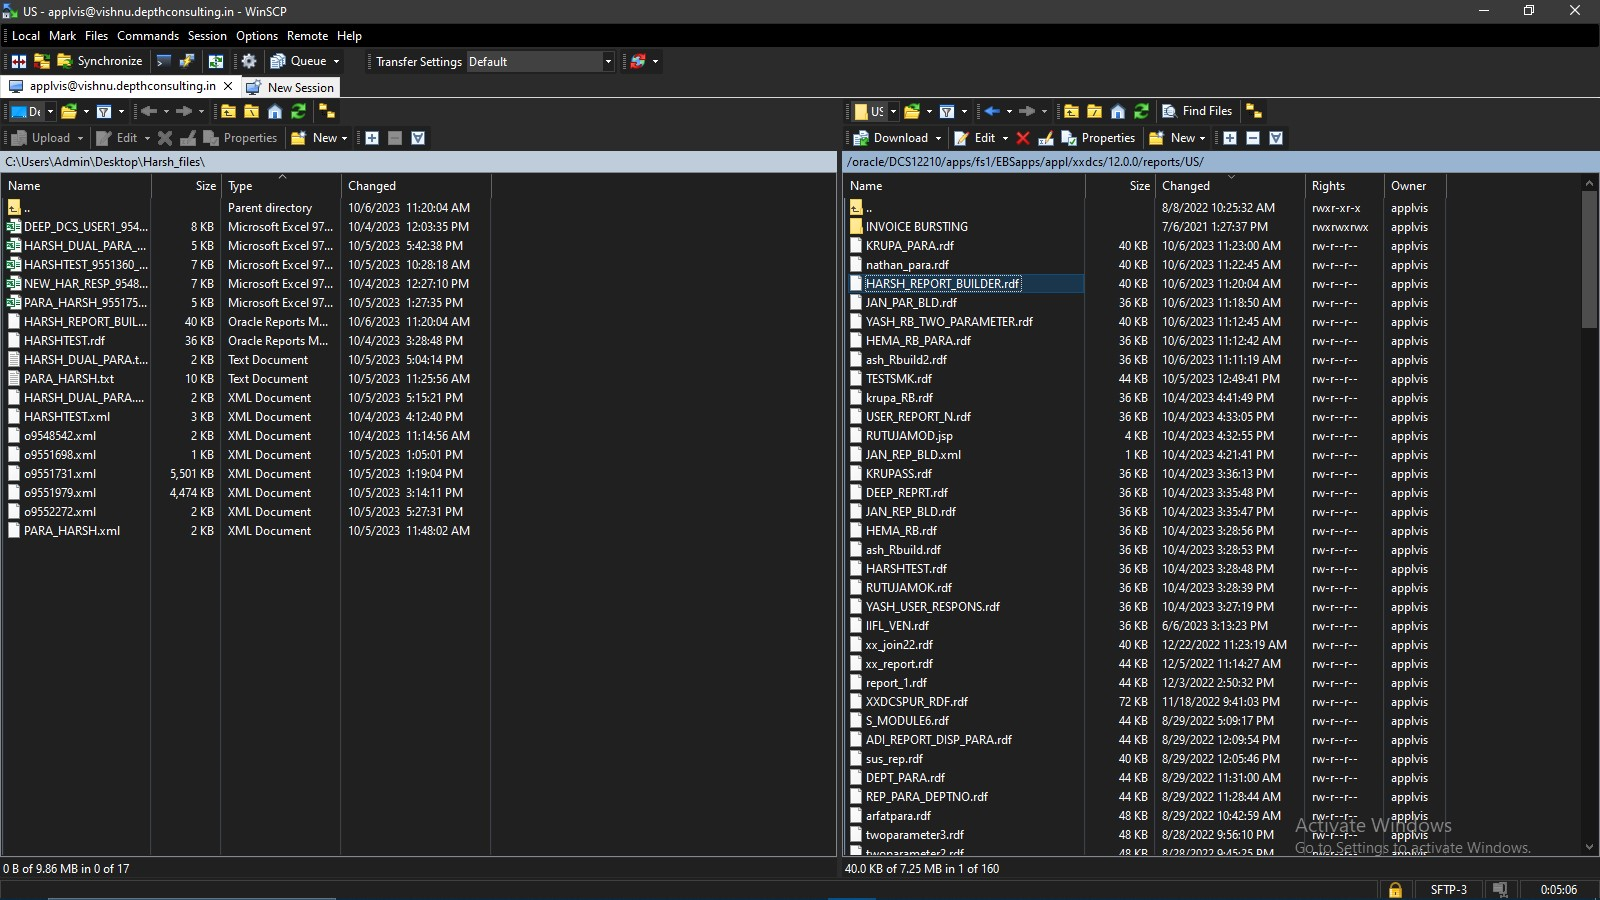 US - applvis@vishnu.depthconsulting.in - WinSCP
Local Mark Files Commands Session Options Remote Help
Synchronize Queue Transfer Settings Default
applvis@vishnu.depthconsulting.in New Session
De
Upload Edit Properties New
C:\Users\Admin\Desktop\Harsh_files\
Name Size Type Changed
.. Parent directory 10/6/2023 11:20:04 AM
DEEP_DCS_USER1_954... 8 KB Microsoft Excel 97... 10/4/2023 12:03:35 PM
HARSH_DUAL_PARA_... 5 KB Microsoft Excel 97... 10/5/2023 5:42:38 PM
HARSHTEST_9551360_... 7 KB Microsoft Excel 97... 10/5/2023 10:28:18 AM
NEW_HAR_RESP_9548... 7 KB Microsoft Excel 97... 10/4/2023 12:27:10 PM
PARA_HARSH_955175... 5 KB Microsoft Excel 97... 10/5/2023 1:27:35 PM
HARSH_REPORT_BUIL... 40 KB Oracle Reports M... 10/6/2023 11:20:04 AM
HARSHTEST.rdf 36 KB Oracle Reports M... 10/4/2023 3:28:48 PM
HARSH_DUAL_PARA.t... 2 KB Text Document 10/5/2023 5:04:14 PM
PARA_HARSH.txt 10 KB Text Document 10/5/2023 11:25:56 AM
HARSH_DUAL_PARA.... 2 KB XML Document 10/5/2023 5:15:21 PM
HARSHTEST.xml 3 KB XML Document 10/4/2023 4:12:40 PM
o9548542.xml 2 KB XML Document 10/4/2023 11:14:56 AM
o9551698.xml 1 KB XML Document 10/5/2023 1:05:01 PM
o9551731.xml 5,501 KB XML Document 10/5/2023 1:19:04 PM
o9551979.xml 4,474 KB XML Document 10/5/2023 3:14:11 PM
o9552272.xml 2 KB XML Document 10/5/2023 5:27:31 PM
PARA_HARSH.xml 2 KB XML Document 10/5/2023 11:48:02 AM
0 B of 9.86 MB in 0 of 17
US Find Files
Download Edit Properties New
/oracle/DCS12210/apps/fs1/EBSapps/appl/xxdcs/12.0.0/reports/US/
Name Size Changed Rights Owner
.. 8/8/2022 10:25:32 AM rwxr-xr-x applvis
INVOICE BURSTING 7/6/2021 1:27:37 PM rwxrwxrwx applvis
KRUPA_PARA.rdf 40 KB 10/6/2023 11:23:00 AM rw-r--r-- applvis
nathan_para.rdf 40 KB 10/6/2023 11:22:45 AM rw-r--r-- applvis
HARSH_REPORT_BUILDER.rdf 40 KB 10/6/2023 11:20:04 AM rw-r--r-- applvis
JAN_PAR_BLD.rdf 36 KB 10/6/2023 11:18:50 AM rw-r--r-- applvis
YASH_RB_TWO_PARAMETER.rdf 40 KB 10/6/2023 11:12:45 AM rw-r--r-- applvis
HEMA_RB_PARA.rdf 36 KB 10/6/2023 11:12:42 AM rw-r--r-- applvis
ash_Rbuild2.rdf 36 KB 10/6/2023 11:11:19 AM rw-r--r-- applvis
TESTSMK.rdf 44 KB 10/5/2023 12:49:41 PM rw-r--r-- applvis
krupa_RB.rdf 36 KB 10/4/2023 4:41:49 PM rw-r--r-- applvis
USER_REPORT_N.rdf 36 KB 10/4/2023 4:33:05 PM rw-r--r-- applvis
RUTUJAMOD.jsp 4 KB 10/4/2023 4:32:55 PM rw-r--r-- applvis
JAN_REP_BLD.xml 1 KB 10/4/2023 4:21:41 PM rw-r--r-- applvis
KRUPASS.rdf 36 KB 10/4/2023 3:36:13 PM rw-r--r-- applvis
DEEP_REPRT.rdf 36 KB 10/4/2023 3:35:48 PM rw-r--r-- applvis
JAN_REP_BLD.rdf 36 KB 10/4/2023 3:35:47 PM rw-r--r-- applvis
HEMA_RB.rdf 36 KB 10/4/2023 3:28:56 PM rw-r--r-- applvis
ash_Rbuild.rdf 36 KB 10/4/2023 3:28:53 PM rw-r--r-- applvis
HARSHTEST.rdf 36 KB 10/4/2023 3:28:48 PM rw-r--r-- applvis
RUTUJAMOK.rdf 36 KB 10/4/2023 3:28:39 PM rw-r--r-- applvis
YASH_USER_RESPONS.rdf 36 KB 10/4/2023 3:27:19 PM rw-r--r-- applvis
IIFL_VEN.rdf 36 KB 6/6/2023 3:13:23 PM rw-r--r-- applvis
xx_join22.rdf 40 KB 12/22/2022 11:23:19 AM rw-r--r-- applvis
xx_report.rdf 44 KB 12/5/2022 11:14:27 AM rw-r--r-- applvis
report_1.rdf 44 KB 12/3/2022 2:50:32 PM rw-r--r-- applvis
XXDCSPUR_RDF.rdf 72 KB 11/18/2022 9:41:03 PM rw-r--r-- applvis
S_MODULE6.rdf 44 KB 8/29/2022 5:09:17 PM rw-r--r-- applvis
ADI_REPORT_DISP_PARA.rdf 44 KB 8/29/2022 12:09:54 PM rw-r--r-- applvis
sus_rep.rdf 40 KB 8/29/2022 12:05:46 PM rw-r--r-- applvis
DEPT_PARA.rdf 44 KB 8/29/2022 11:31:00 AM rw-r--r-- applvis
REP_PARA_DEPTNO.rdf 44 KB 8/29/2022 11:28:44 AM rw-r--r-- applvis
arfatpara.rdf 48 KB 8/29/2022 10:42:59 AM rw-r--r-- applvis
twoparameter3.rdf 48 KB 8/28/2022 9:56:10 PM rw-r--r-- applvis
twoparameter2.rdf 48 KB 8/28/2022 9:45:25 PM rw-r--r-- applvis
Activate Windows
Go to Settings to activate Windows.
40.0 KB of 7.25 MB in 1 of 160
SFTP-3 0:05:06